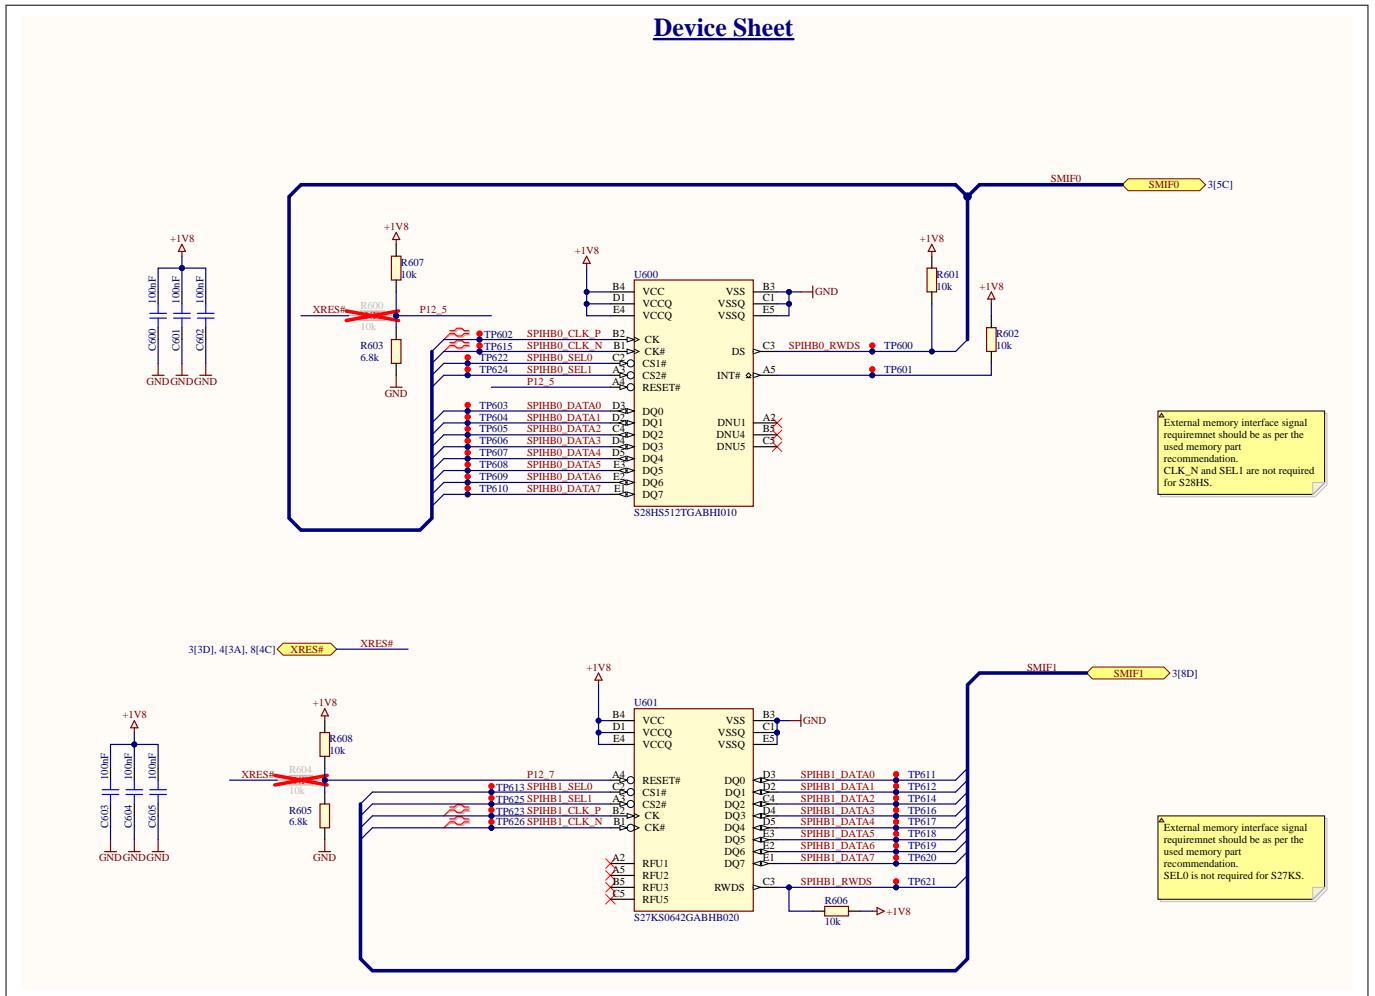 Device Sheet
SMIF0
SMIF0
3[5C]
+1V8
100nF
100nF
100nF
C600
C601
C602
GND GND GND
+1V8
R607
10k
XRES#
R600
10k
P12_5
R603
6.8k
GND
+1V8
U600
B4 VCC
D1 VCCQ
E4 VCCQ
TP602 SPIHB0_CLK_P B2 CK
TP615 SPIHB0_CLK_N B1 CK#
TP622 SPIHB0_SEL0 C2 CS1#
TP624 SPIHB0_SEL1 A3 CS2#
P12_5 A4 RESET#
TP603 SPIHB0_DATA0 D3 DQ0
TP604 SPIHB0_DATA1 D2 DQ1
TP605 SPIHB0_DATA2 C4 DQ2
TP606 SPIHB0_DATA3 D4 DQ3
TP607 SPIHB0_DATA4 D5 DQ4
TP608 SPIHB0_DATA5 E3 DQ5
TP609 SPIHB0_DATA6 E2 DQ6
TP610 SPIHB0_DATA7 E1 DQ7
VSS B3 GND
VSSQ C1
VSSQ E5
DS C3 SPIHB0_RWDS TP600
INT# A5 TP601
DNU1 A2
DNU4 B5
DNU5 C5
S28HS512TGABHI010
+1V8
R601
10k
+1V8
R602
10k
External memory interface signal
requiremnet should be as per the
used memory part
recommendation.
CLK_N and SEL1 are not required
for S28HS.
3[3D], 4[3A], 8[4C] XRES# XRES#
SMIF1
SMIF1
3[8D]
+1V8
100nF
100nF
100nF
C603
C604
C605
GND GND GND
+1V8
R608
10k
XRES#
R604
10k
R605
6.8k
GND
+1V8
U601
B4 VCC
D1 VCCQ
E4 VCCQ
P12_7 A4 RESET#
TP613 SPIHB1_SEL0 C2 CS1#
TP625 SPIHB1_SEL1 A3 CS2#
TP623 SPIHB1_CLK_P B2 CK
TP626 SPIHB1_CLK_N B1 CK#
A2 RFU1
A5 RFU2
B5 RFU3
C5 RFU5
VSS B3 GND
VSSQ C1
VSSQ E5
DQ0 D3 SPIHB1_DATA0 TP611
DQ1 D2 SPIHB1_DATA1 TP612
DQ2 C4 SPIHB1_DATA2 TP614
DQ3 D4 SPIHB1_DATA3 TP616
DQ4 D5 SPIHB1_DATA4 TP617
DQ5 E3 SPIHB1_DATA5 TP618
DQ6 E2 SPIHB1_DATA6 TP619
DQ7 E1 SPIHB1_DATA7 TP620
RWDS C3 SPIHB1_RWDS TP621
R606
10k
+1V8
S27KS0642GABHB020
External memory interface signal
requiremnet should be as per the
used memory part
recommendation.
SEL0 is not required for S27KS.